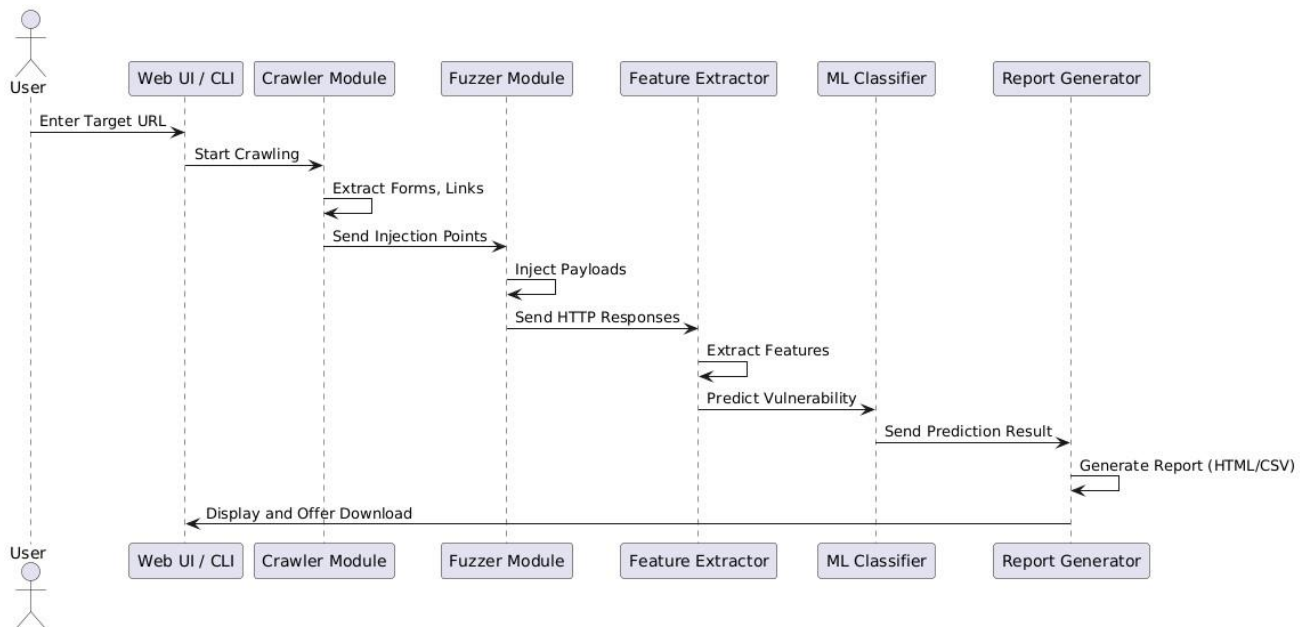 User
Web UI / CLI
Crawler Module
Fuzzer Module
Feature Extractor
ML Classifier
Report Generator
Enter Target URL
Start Crawling
Extract Forms, Links
Send Injection Points
Inject Payloads
Send HTTP Responses
Extract Features
Predict Vulnerability
Send Prediction Result
Generate Report (HTML/CSV)
Display and Offer Download
User
Web UI / CLI
Crawler Module
Fuzzer Module
Feature Extractor
ML Classifier
Report Generator